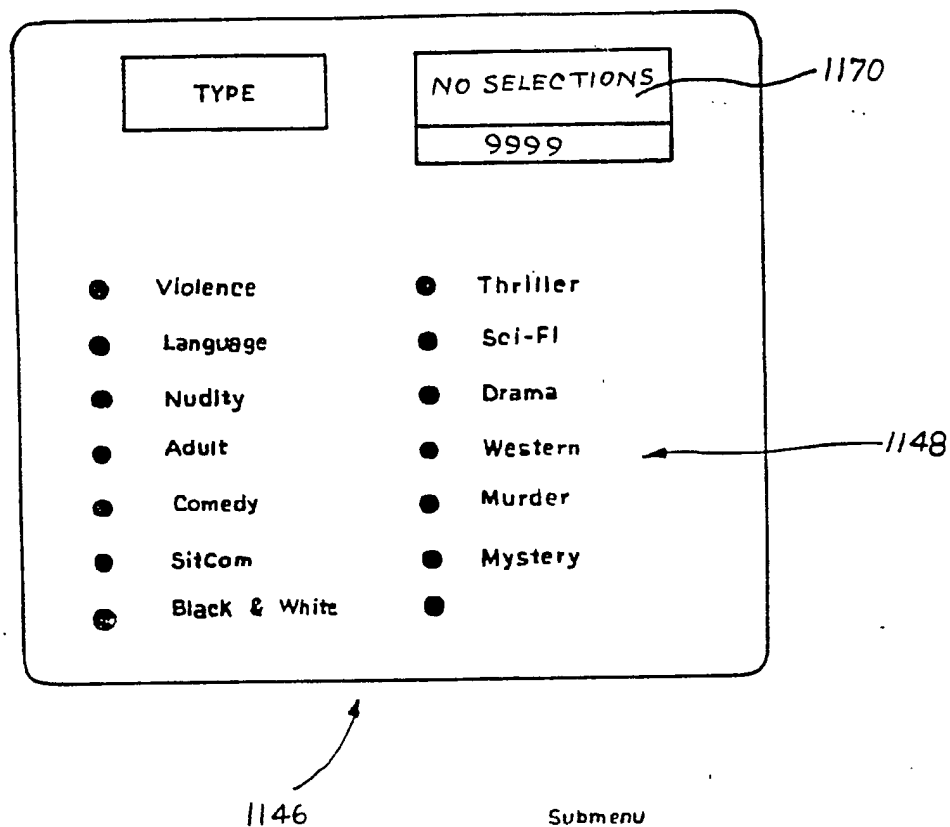 TYPE
NO SELECTIONS
9999
1170
Violence
Language
Nudity
Adult
Comedy
SitCom
Black & White
Thriller
Sci-Fi
Drama
Western
Murder
Mystery
1148
1146
Submenu